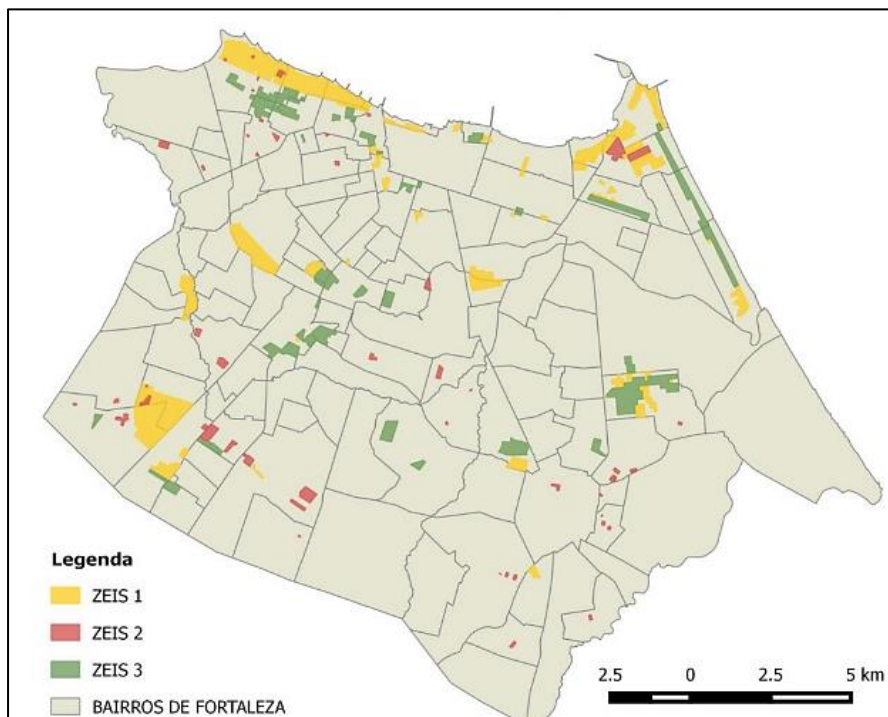 Legenda
ZEIS 1
ZEIS 2
ZEIS 3
BAIRROS DE FORTALEZA
2.5 0 2.5 5 km